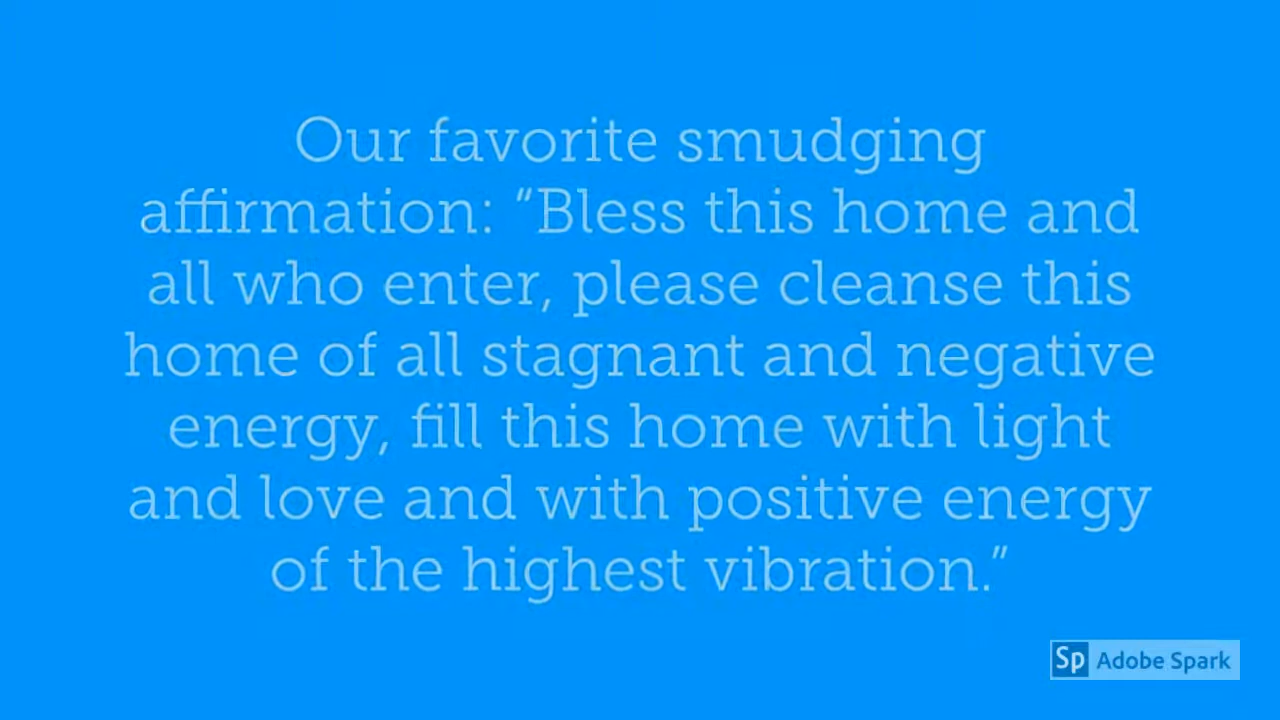 Our favorite smudging
affirmation: “Bless this home and
all who enter, please cleanse this
home of all stagnant and negative
energy, fill this home with light
and love and with positive energy
of the highest vibration.”
Sp Adobe Spark